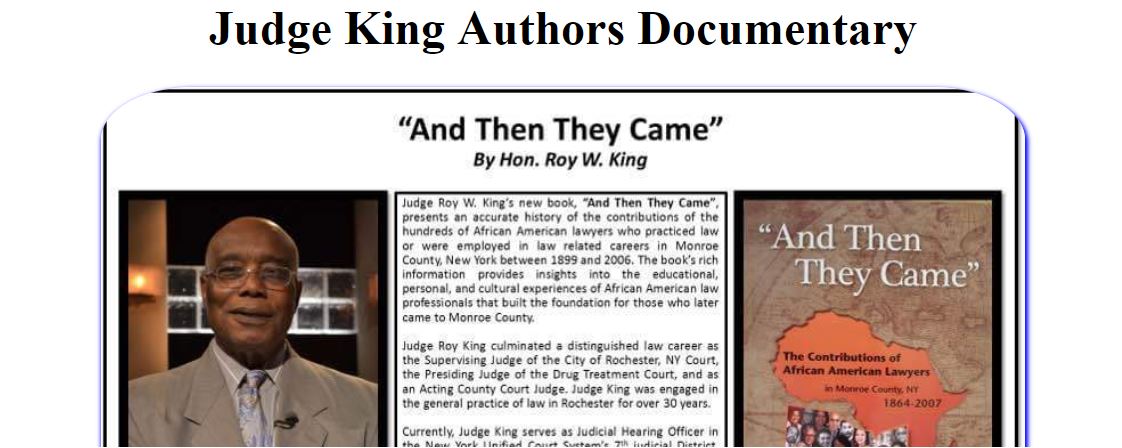 Judge King Authors Documentary
“And Then They Came”
By Hon. Roy W. King
Judge Roy W. King’s new book, “And Then They Came”,
presents an accurate history of the contributions of the
hundreds of African American lawyers who practiced law
or were employed in law related careers in Monroe
County, New York between 1899 and 2006. The book’s rich
information provides insights into the educational,
personal, and cultural experiences of African American law
professionals that built the foundation for those who later
came to Monroe County.
Judge Roy King culminated a distinguished law career as
the Supervising Judge of the City of Rochester, NY Court,
the Presiding Judge of the Drug Treatment Court, and as
an Acting County Court Judge. Judge King was engaged in
the general practice of law in Rochester for over 30 years.
Currently, Judge King serves as Judicial Hearing Officer in
the New York Unified Court System’s 7th judicial District.
“And Then
They Came”
The Contributions of
African American Lawyers
in Monroe County, NY
1864-2007